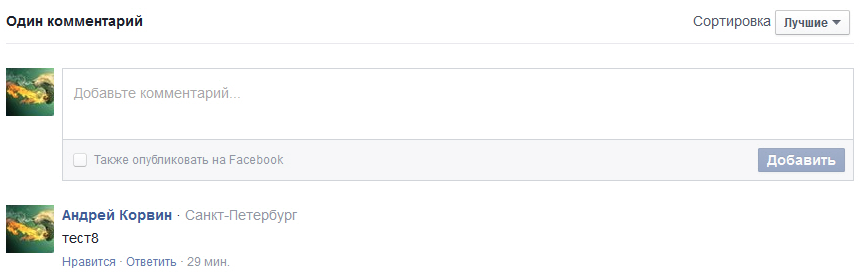 Один комментарий
Сортировка Лучшие
Добавьте комментарий...
Также опубликовать на Facebook
Добавить
Андрей Корвин · Санкт-Петербург
тест8
Нравится · Ответить · 29 мин.